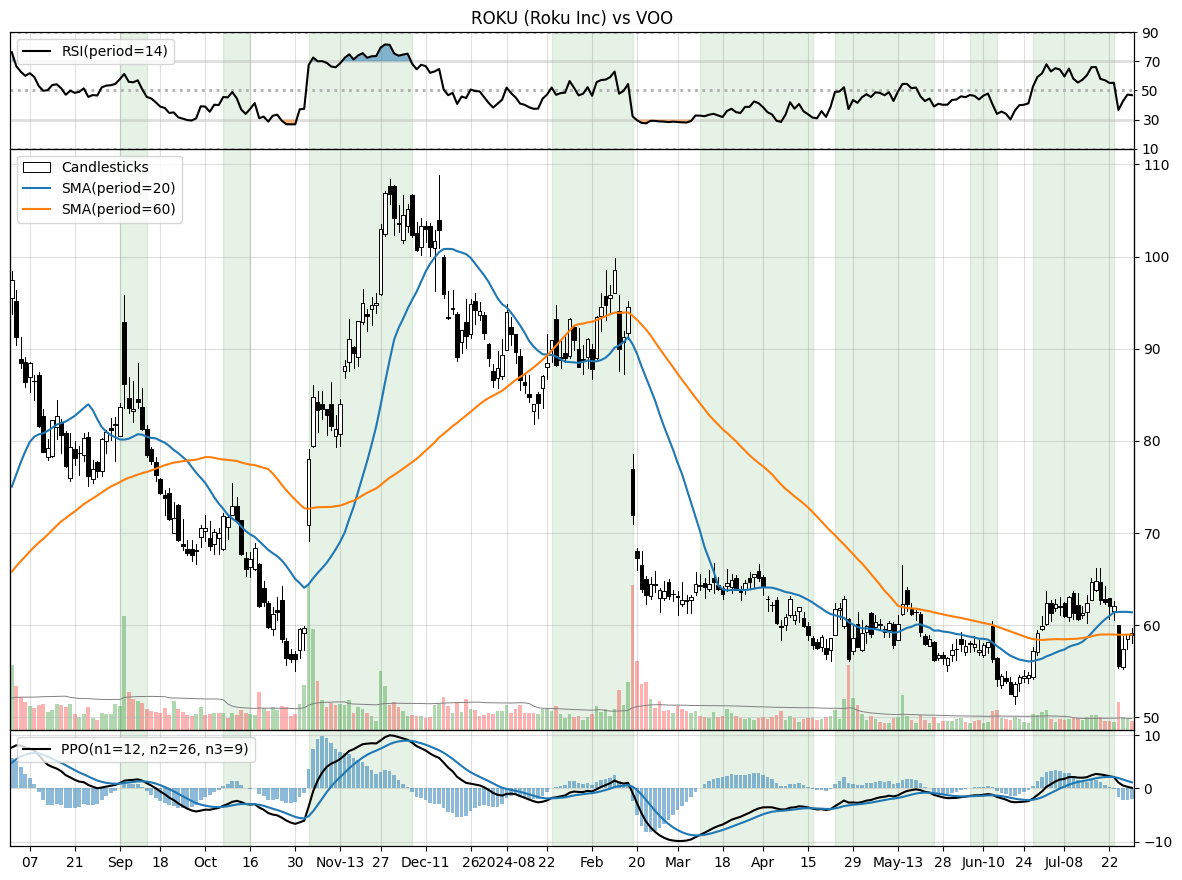 ROKU (Roku Inc) vs VOO
RSI(period=14)
90
70
50
30
10
Candlesticks
SMA(period=20)
SMA(period=60)
110
100
90
80
70
60
50
PPO(n1=12, n2=26, n3=9)
10
0
−10
07 21 Sep 18 Oct 16 30 Nov-13 27 Dec-11 26 2024-08 22 Feb 20 Mar 18 Apr 15 29 May-13 28 Jun-10 24 Jul-08 22